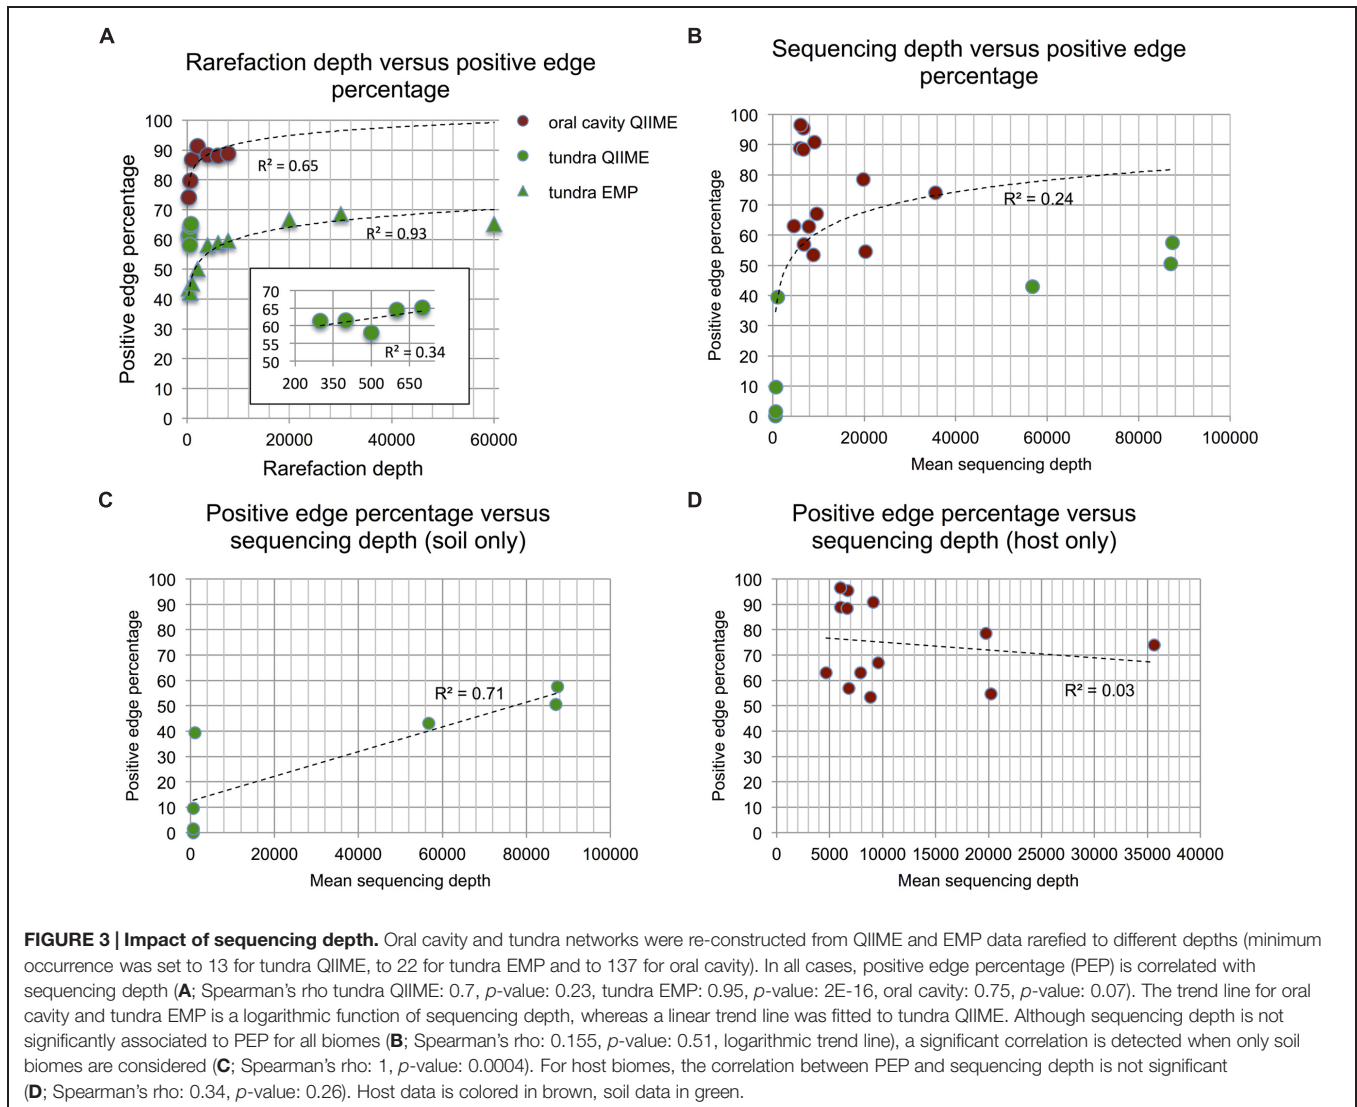 A
Rarefaction depth versus positive edge
percentage
Positive edge percentage
100
90
80
70
60
50
40
30
20
10
0
R² = 0.65
R² = 0.93
70
65
60
55
50
R² = 0.34
200 350 500 650
0 20000 40000 60000
Rarefaction depth
oral cavity QIIME
tundra QIIME
tundra EMP
B
Sequencing depth versus positive edge
percentage
Positive edge percentage
100
90
80
70
60
50
40
30
20
10
0
R² = 0.24
0 20000 40000 60000 80000 100000
Mean sequencing depth
C
Positive edge percentage versus
sequencing depth (soil only)
Positive edge percentage
100
90
80
70
60
50
40
30
20
10
0
R² = 0.71
0 20000 40000 60000 80000 100000
Mean sequencing depth
D
Positive edge percentage versus
sequencing depth (host only)
Positive edge percentage
100
90
80
70
60
50
40
30
20
10
0
R² = 0.03
0 5000 10000 15000 20000 25000 30000 35000 40000
Mean sequencing depth
FIGURE 3 | Impact of sequencing depth. Oral cavity and tundra networks were re-constructed from QIIME and EMP data rarefied to different depths (minimum
occurrence was set to 13 for tundra QIIME, to 22 for tundra EMP and to 137 for oral cavity). In all cases, positive edge percentage (PEP) is correlated with
sequencing depth (A; Spearman's rho tundra QIIME: 0.7, p-value: 0.23, tundra EMP: 0.95, p-value: 2E-16, oral cavity: 0.75, p-value: 0.07). The trend line for oral
cavity and tundra EMP is a logarithmic function of sequencing depth, whereas a linear trend line was fitted to tundra QIIME. Although sequencing depth is not
significantly associated to PEP for all biomes (B; Spearman's rho: 0.155, p-value: 0.51, logarithmic trend line), a significant correlation is detected when only soil
biomes are considered (C; Spearman's rho: 1, p-value: 0.0004). For host biomes, the correlation between PEP and sequencing depth is not significant
(D; Spearman's rho: 0.34, p-value: 0.26). Host data is colored in brown, soil data in green.